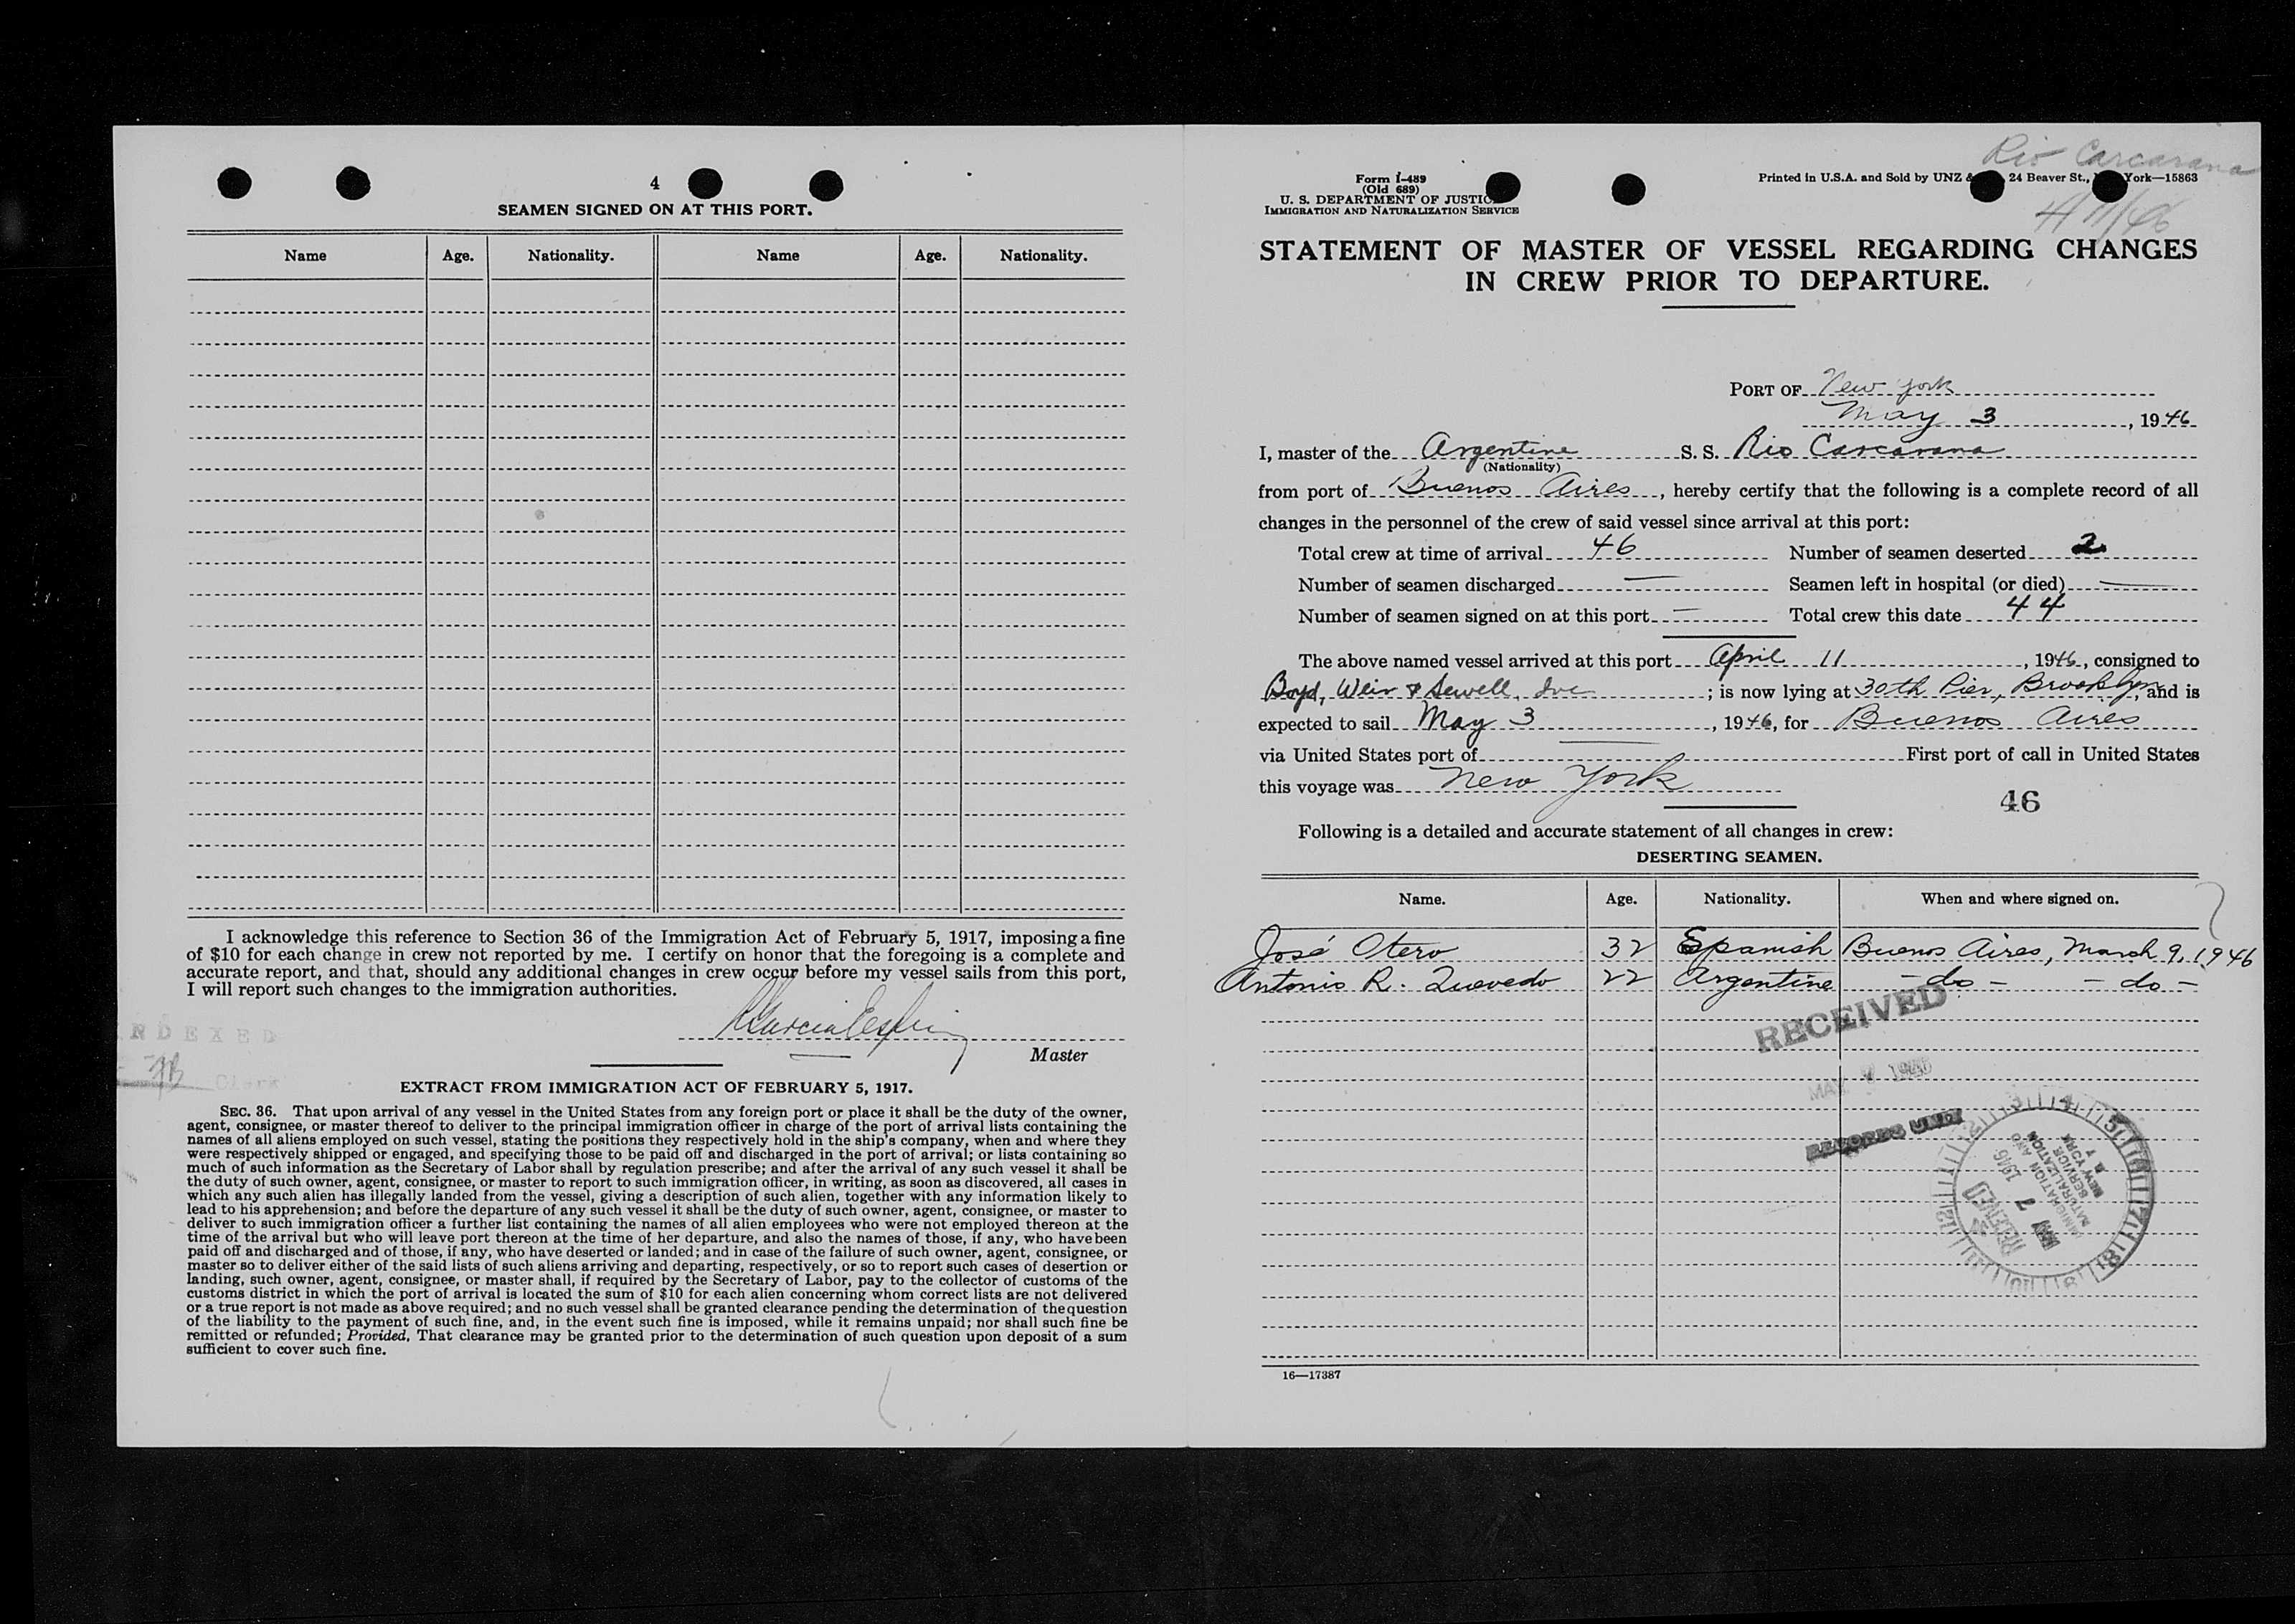 4
SEAMEN SIGNED ON AT THIS PORT.
Name Age. Nationality. Name Age. Nationality.
I acknowledge this reference to Section 36 of the Immigration Act of February 5, 1917, imposing a fine
of $10 for each change in crew not reported by me. I certify on honor that the foregoing is a complete and
accurate report, and that, should any additional changes in crew occur before my vessel sails from this port,
I will report such changes to the immigration authorities.
Master
NDEXED
Clerk
EXTRACT FROM IMMIGRATION ACT OF FEBRUARY 5, 1917.
SEC. 36. That upon arrival of any vessel in the United States from any foreign port or place it shall be the duty of the owner,
agent, consignee, or master thereof to deliver to the principal immigration officer in charge of the port of arrival lists containing the
names of all aliens employed on such vessel, stating the positions they respectively hold in the ship's company, when and where they
were respectively shipped or engaged, and specifying those to be paid off and discharged in the port of arrival; or lists containing so
much of such information as the Secretary of Labor shall by regulation prescribe; and after the arrival of any such vessel it shall be
the duty of such owner, agent, consignee, or master to report to such immigration officer, in writing, as soon as discovered, all cases in
which any such alien has illegally landed from the vessel, giving a description of such alien, together with any information likely to
lead to his apprehension; and before the departure of any such vessel it shall be the duty of such owner, agent, consignee, or master to
deliver to such immigration officer a further list containing the names of all alien employees who were not employed thereon at the
time of the arrival but who will leave port thereon at the time of her departure, and also the names of those, if any, who have been
paid off and discharged and of those, if any, who have deserted or landed; and in case of the failure of such owner, agent, consignee, or
master so to deliver either of the said lists of such aliens arriving and departing, respectively, or so to report such cases of desertion or
landing, such owner, agent, consignee, or master shall, if required by the Secretary of Labor, pay to the collector of customs of the
customs district in which the port of arrival is located the sum of $10 for each alien concerning whom correct lists are not delivered
or a true report is not made as above required; and no such vessel shall be granted clearance pending the determination of the question
of the liability to the payment of such fine, and, in the event such fine is imposed, while it remains unpaid; nor shall such fine be
remitted or refunded; Provided, That clearance may be granted prior to the determination of such question upon deposit of a sum
sufficient to cover such fine.
Rio Carcarana
4/11/46
Form I-489
(Old 689)
U. S. DEPARTMENT OF JUSTIC
IMMIGRATION AND NATURALIZATION SERVICE
Printed in U.S.A. and Sold by UNZ & 24 Beaver St., York—15863
STATEMENT OF MASTER OF VESSEL REGARDING CHANGES
IN CREW PRIOR TO DEPARTURE.
PORT OF New York
May 3, 1946
I, master of the Argentine S. S. Rio Carcarana
(Nationality)
from port of Buenos Aires, hereby certify that the following is a complete record of all
changes in the personnel of the crew of said vessel since arrival at this port:
Total crew at time of arrival 46 Number of seamen deserted 2
Number of seamen discharged — Seamen left in hospital (or died) —
Number of seamen signed on at this port — Total crew this date 44
The above named vessel arrived at this port April 11, 1946, consigned to
Boyd, Weir & Sewell, Inc; is now lying at 30th Pier, Brooklyn, and is
expected to sail May 3, 1946, for Buenos Aires
via United States port of — First port of call in United States
this voyage was New York
46
Following is a detailed and accurate statement of all changes in crew:
DESERTING SEAMEN.
Name. Age. Nationality. When and where signed on.
José Otero 32 Spanish Buenos Aires, March 9, 1946
Antonio R. Quevedo 22 Argentine - do - - do -
RECEIVED
MAY 7 1946
RECORDS UNIT
RECEIVED
MAY 7 1946
IMMIGRATION AND
NATURALIZATION
SERVICE
NEW YORK
16—17387